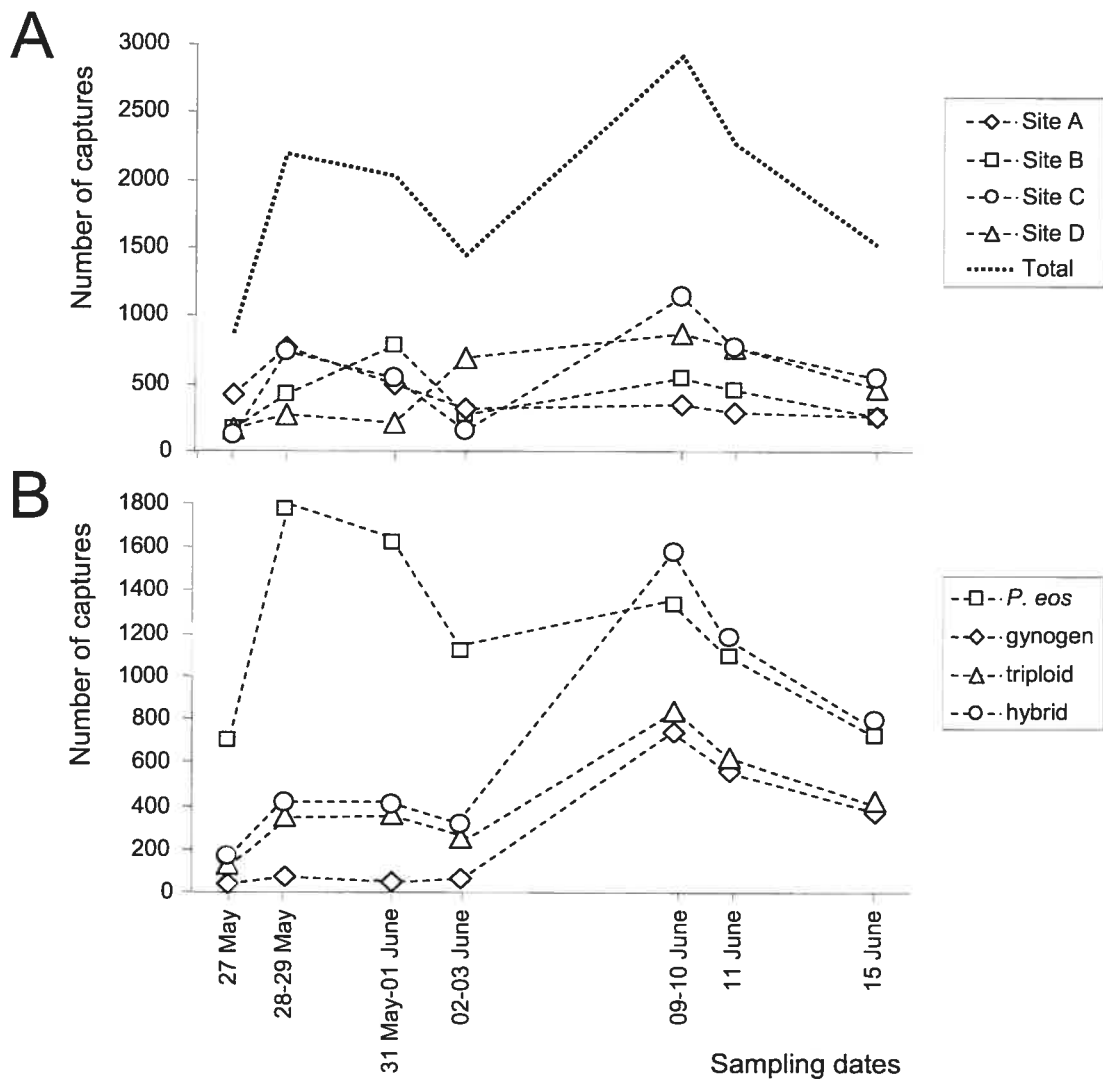 A
Number of captures
3000
2500
2000
1500
1000
500
0
Site A
Site B
Site C
Site D
Total
B
Number of captures
1800
1600
1400
1200
1000
800
600
400
200
0
P. eos
gynogen
triploid
hybrid
27 May
28-29 May
31 May-01 June
02-03 June
09-10 June
11 June
15 June
Sampling dates